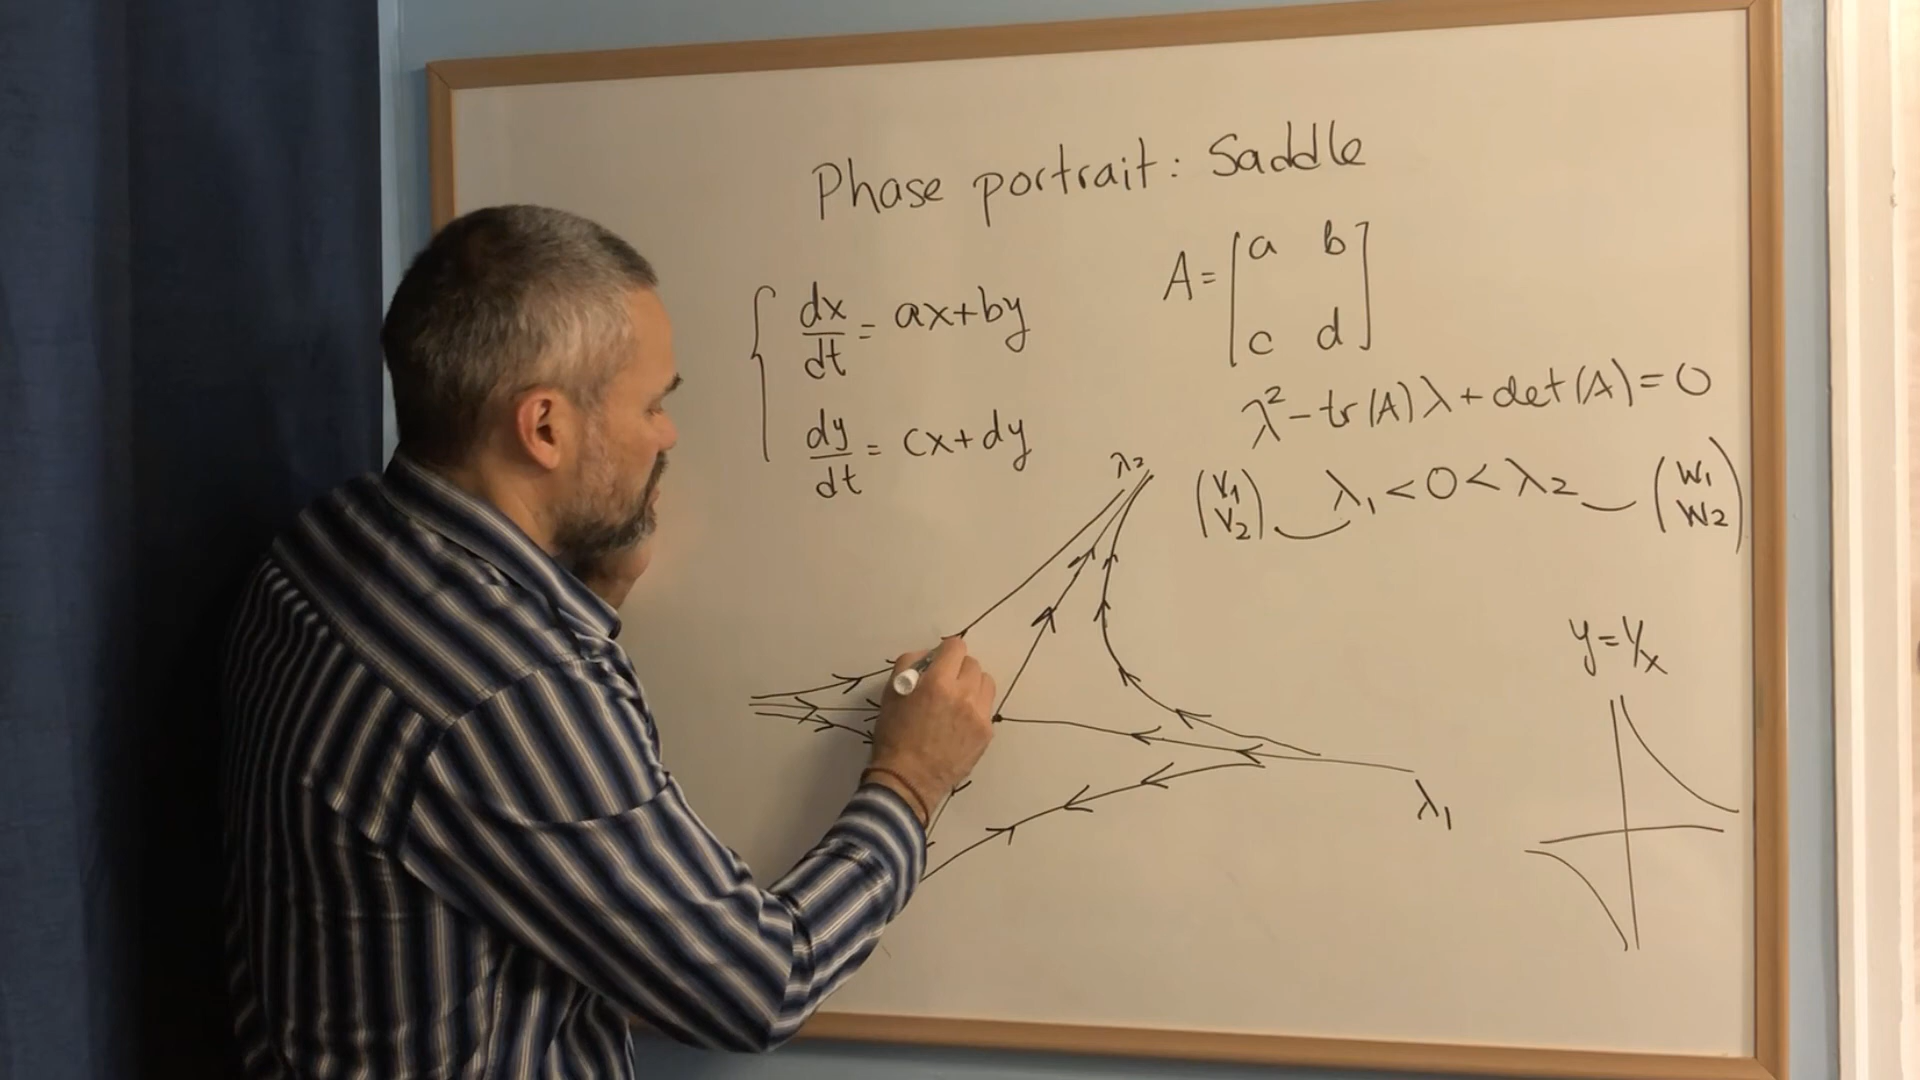 Phase portrait: Saddle
dx/dt = ax+by
dy/dt = cx+dy
A = [a b
c d]
λ² - tr(A)λ + det(A) = 0
(V1
V2) λ1 < 0 < λ2 (W1
W2)
λ2
λ1
y = 1/x